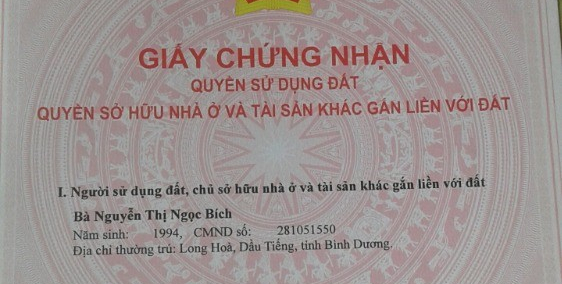 GIẤY CHỨNG NHẬN
QUYỀN SỬ DỤNG ĐẤT
QUYỀN SỞ HỮU NHÀ Ở VÀ TÀI SẢN KHÁC GẮN LIỀN VỚI ĐẤT
I. Người sử dụng đất, chủ sở hữu nhà ở và tài sản khác gắn liền với đất
Bà Nguyễn Thị Ngọc Bích
Năm sinh: 1994, CMND số: 281051550
Địa chỉ thường trú: Long Hoà, Dầu Tiếng, tỉnh Bình Dương.